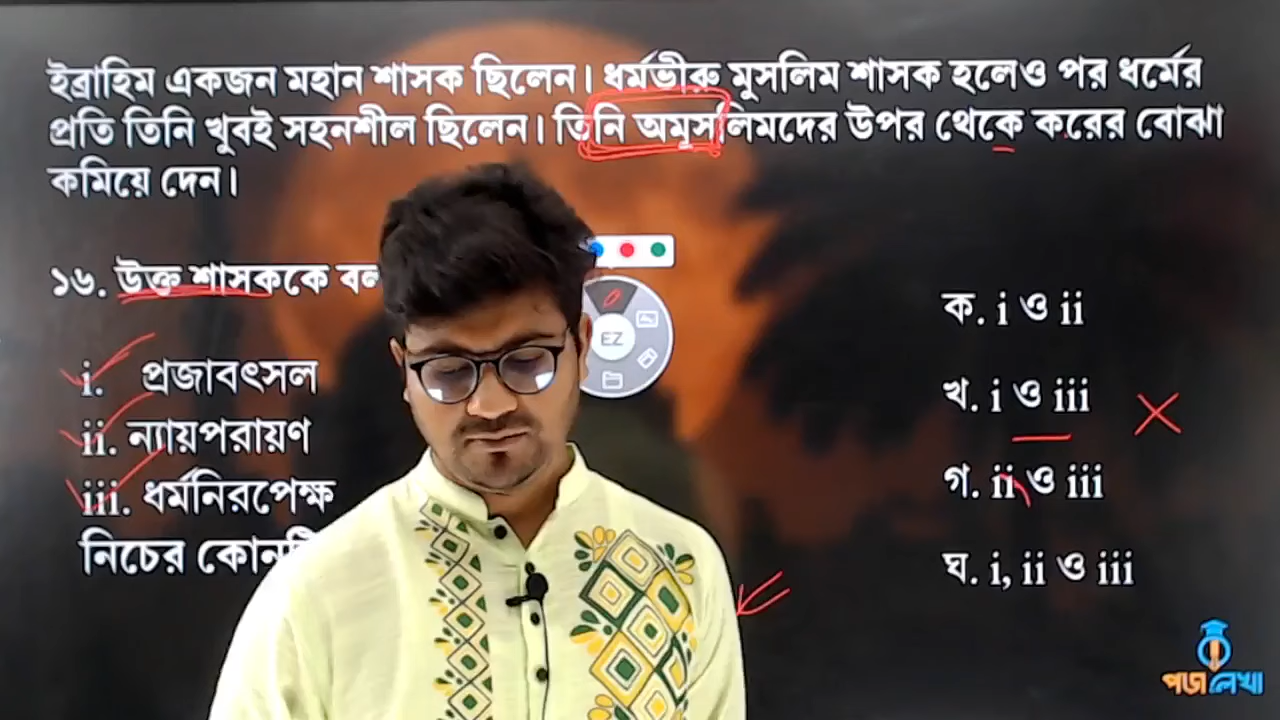 ইব্রাহিম একজন মহান শাসক ছিলেন। ধর্মভীরু মুসলিম শাসক হলেও পর ধর্মের
প্রতি তিনি খুবই সহনশীল ছিলেন। তিনি অমুসলিমদের উপর থেকে করের বোঝা
কমিয়ে দেন।
১৬. উক্ত শাসককে
i. প্রজাবৎসল
ii. ন্যায়পরায়ণ
iii. ধর্মনিরপেক্ষ
নিচের
EZ
ক. i ও ii
খ. i ও iii
গ. ii ও iii
ঘ. i, ii ও iii